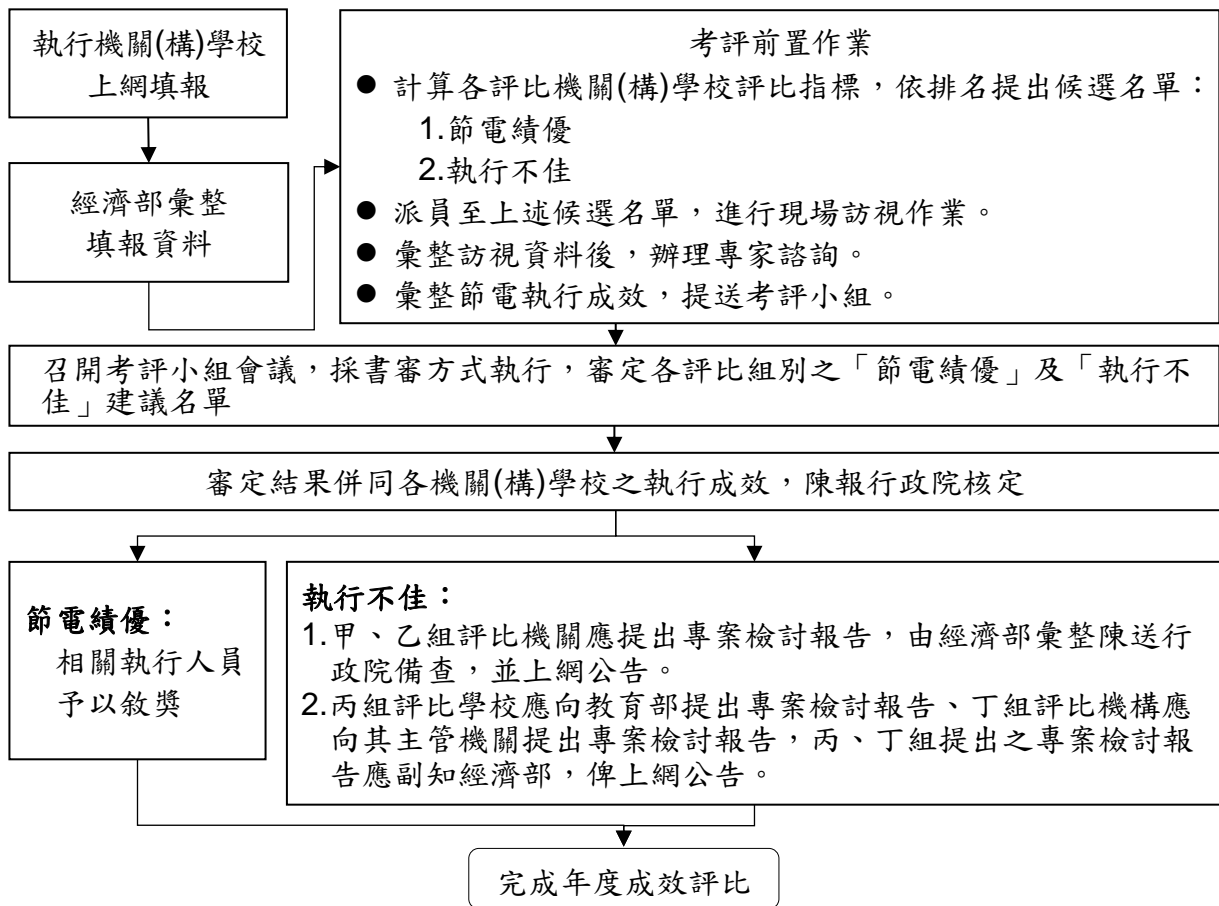 執行機關(構)學校
上網填報
經濟部彙整
填報資料
考評前置作業
● 計算各評比機關(構)學校評比指標，依排名提出候選名單：
1.節電績優
2.執行不佳
● 派員至上述候選名單，進行現場訪視作業。
● 彙整訪視資料後，辦理專家諮詢。
● 彙整節電執行成效，提送考評小組。
召開考評小組會議，採書審方式執行，審定各評比組別之「節電績優」及「執行不
佳」建議名單
審定結果併同各機關(構)學校之執行成效，陳報行政院核定
節電績優：
相關執行人員
予以敘獎
執行不佳：
1.甲、乙組評比機關應提出專案檢討報告，由經濟部彙整陳送行
政院備查，並上網公告。
2.丙組評比學校應向教育部提出專案檢討報告、丁組評比機構應
向其主管機關提出專案檢討報告，丙、丁組提出之專案檢討報
告應副知經濟部，俾上網公告。
完成年度成效評比